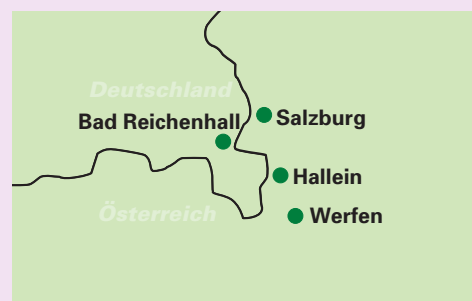 Deutschland
Bad Reichenhall
Salzburg
Hallein
Österreich
Werfen